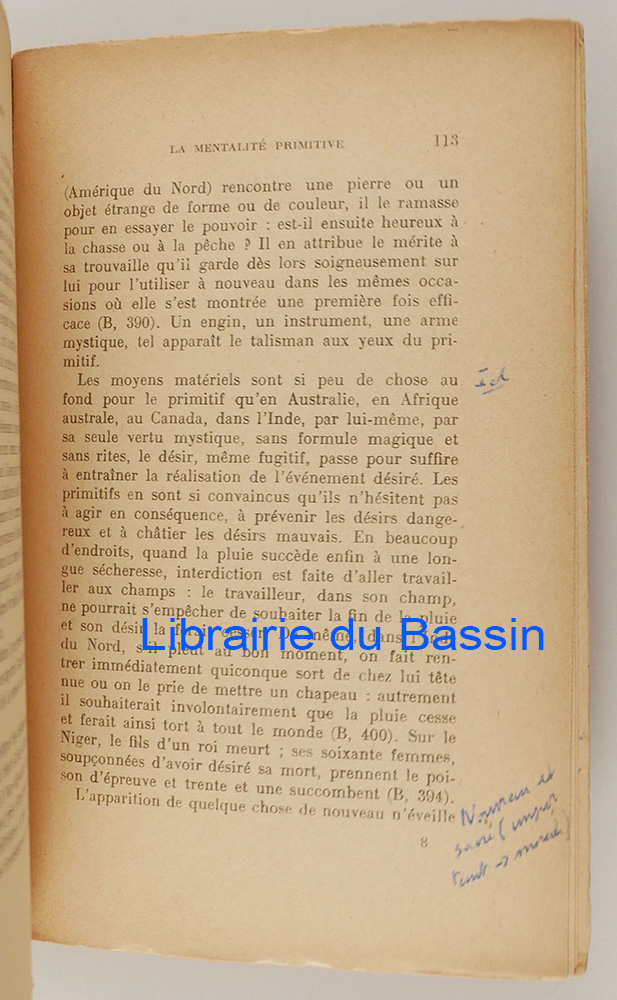 LA MENTALITÉ PRIMITIVE 113
(Amérique du Nord) rencontre une pierre ou un
objet étrange de forme ou de couleur, il le ramasse
pour en essayer le pouvoir : est-il ensuite heureux à
la chasse ou à la pêche ? Il en attribue le mérite à
sa trouvaille qu'il garde dès lors soigneusement sur
lui pour l'utiliser à nouveau dans les mêmes occa-
sions où elle s'est montrée une première fois effi-
cace (B, 390). Un engin, un instrument, une arme
mystique, tel apparaît le talisman aux yeux du pri-
mitif.
Les moyens matériels sont si peu de chose au
fond pour le primitif qu'en Australie, en Afrique
australe, au Canada, dans l'Inde, par lui-même, par
sa seule vertu mystique, sans formule magique et
sans rites, le désir, même fugitif, passe pour suffire
à entraîner la réalisation de l'événement désiré. Les
primitifs en sont si convaincus qu'ils n'hésitent pas
à agir en conséquence, à prévenir les désirs dange-
reux et à châtier les désirs mauvais. En beaucoup
d'endroits, quand la pluie succède enfin à une lon-
gue sécheresse, interdiction est faite d'aller travail-
ler aux champs : le travailleur, dans son champ,
ne pourrait s'empêcher de souhaiter la fin de la pluie
et son désir la ferait cesser. De même dans
Librairie du Bassin
du Nord, s'il pleut au bon moment, on fait ren-
trer immédiatement quiconque sort de chez lui tête
nue ou on le prie de mettre un chapeau : autrement
il souhaiterait involontairement que la pluie cesse
et ferait ainsi tort à tout le monde (B, 400). Sur le
Niger, le fils d'un roi meurt ; ses soixante femmes,
soupçonnées d'avoir désiré sa mort, prennent le poi-
son d'épreuve et trente et une succombent (B, 394).
L'apparition de quelque chose de nouveau n'éveille
Nouveau et
sacré
8